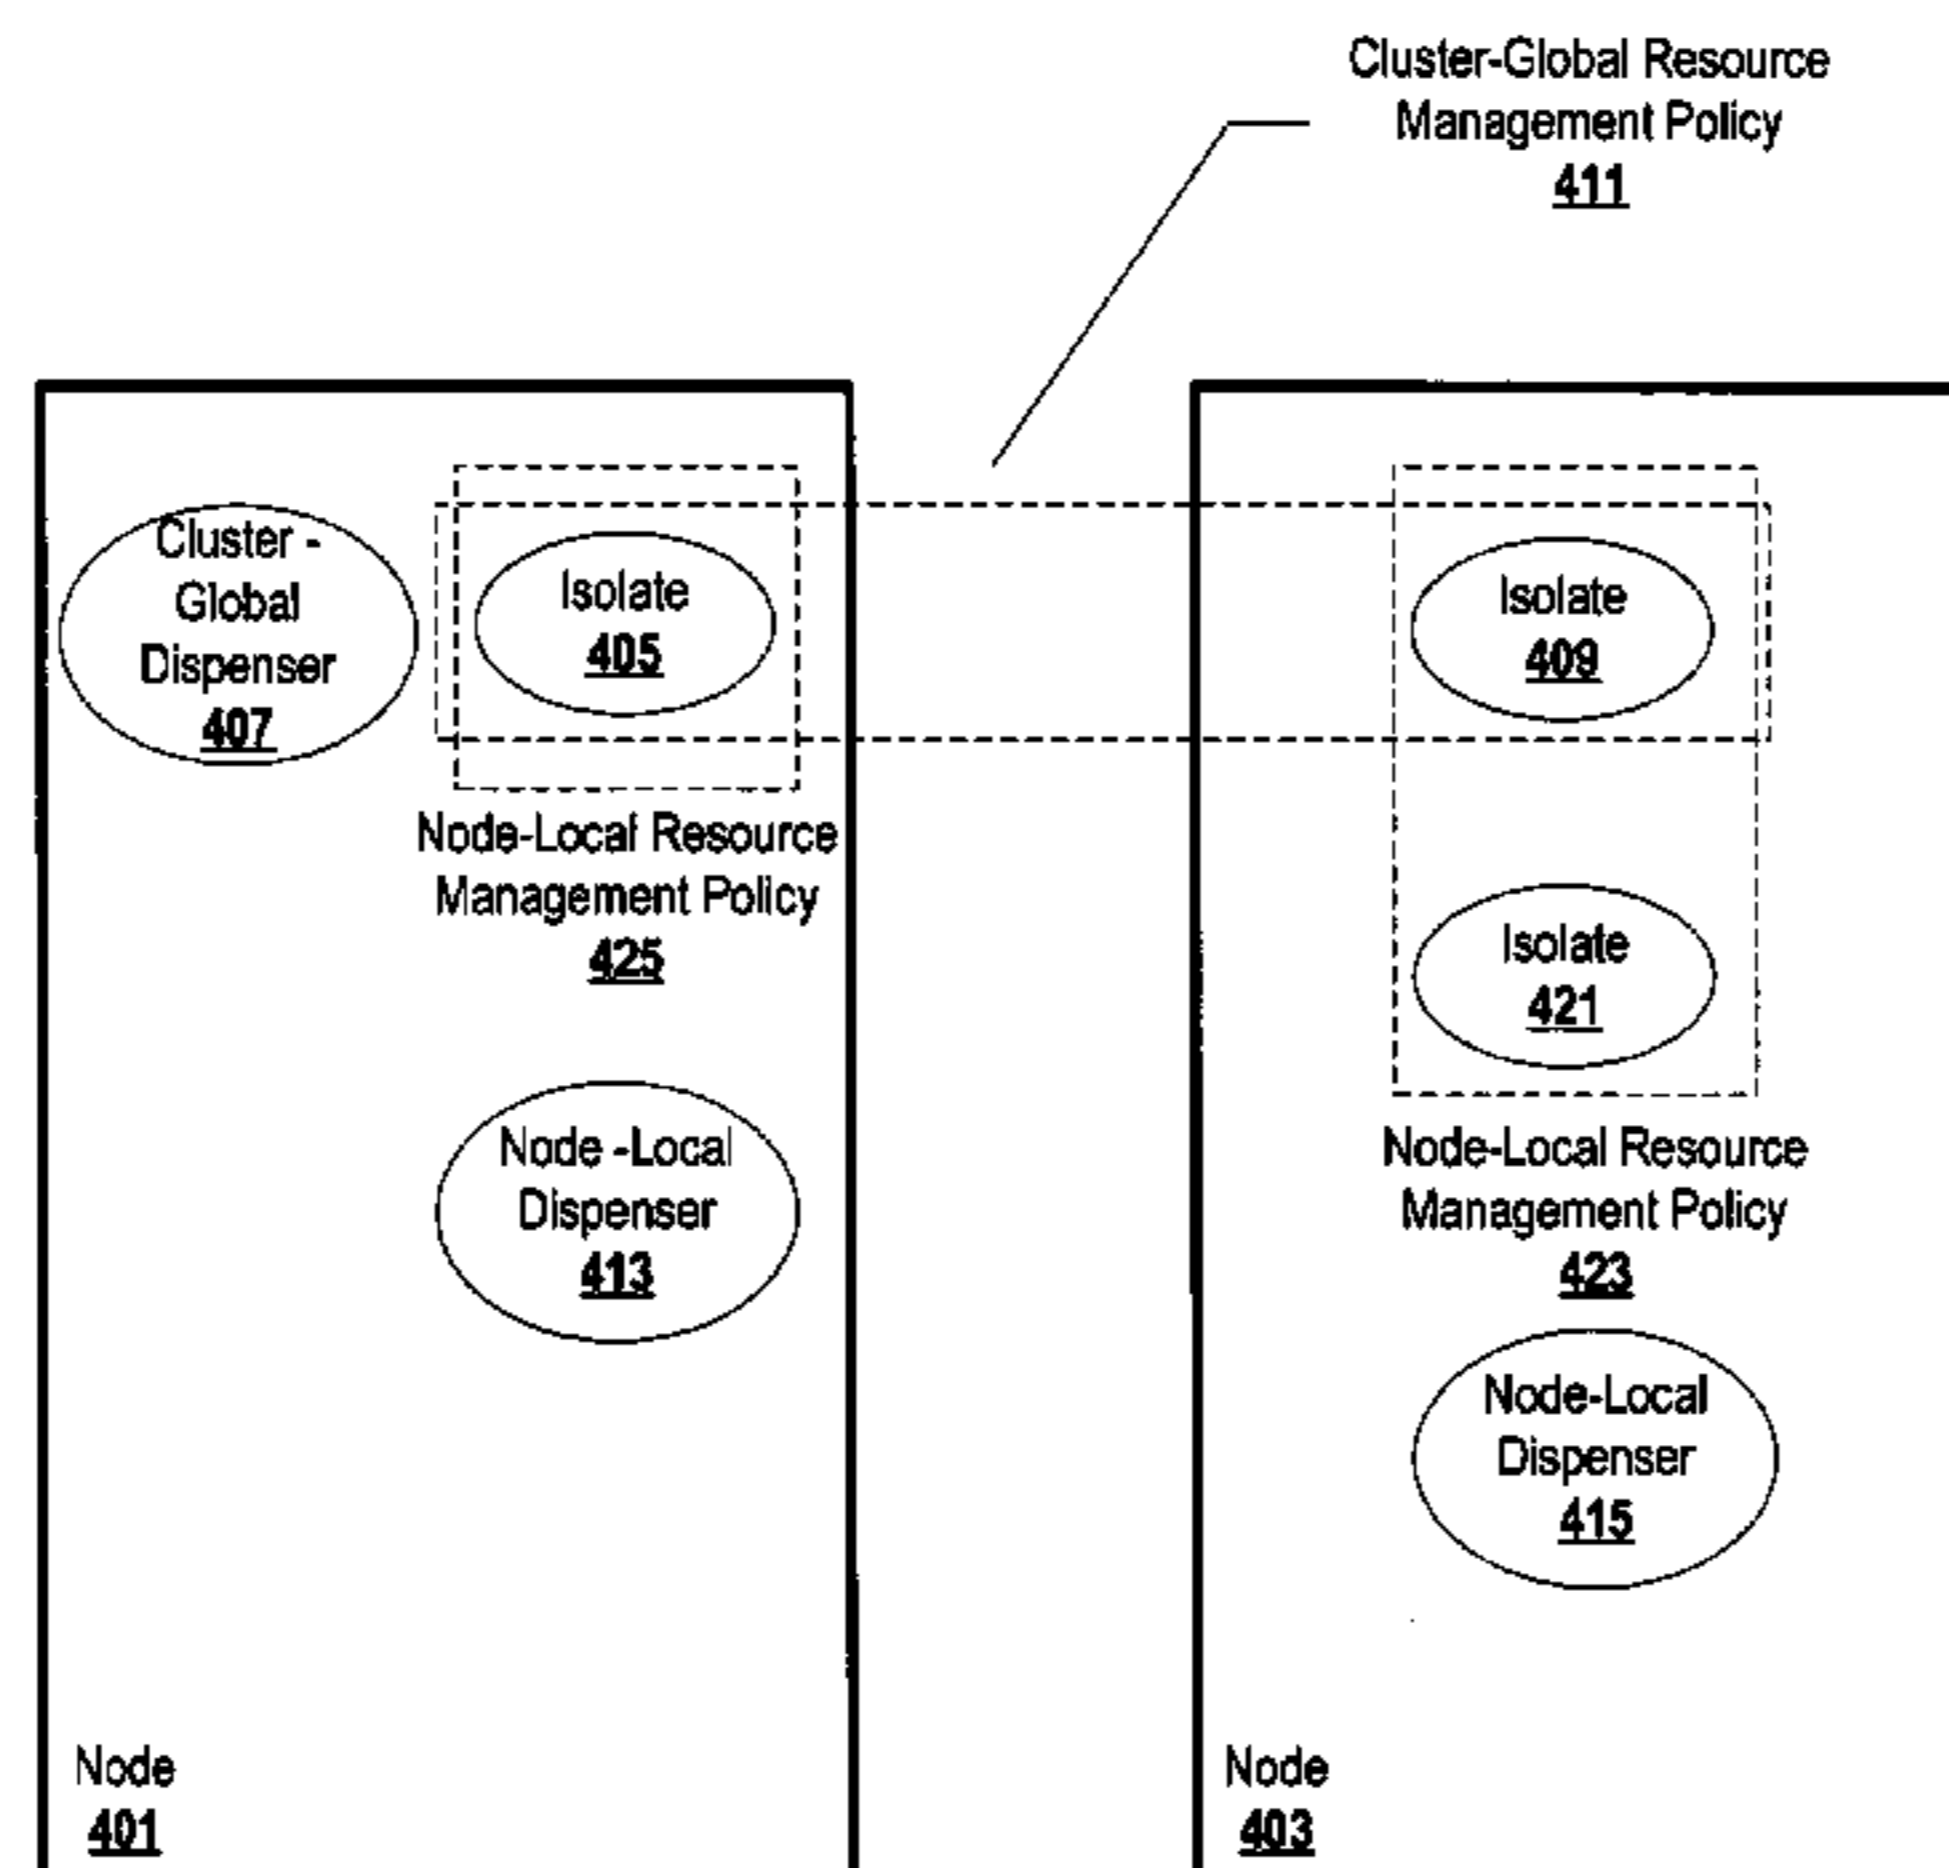 Cluster-Global Resource
Management Policy
411
Cluster -
Global
Dispenser
407
Isolate
405
Isolate
409
Node-Local Resource
Management Policy
425
Isolate
421
Node -Local
Dispenser
413
Node-Local Resource
Management Policy
423
Node-Local
Dispenser
415
Node
401
Node
403